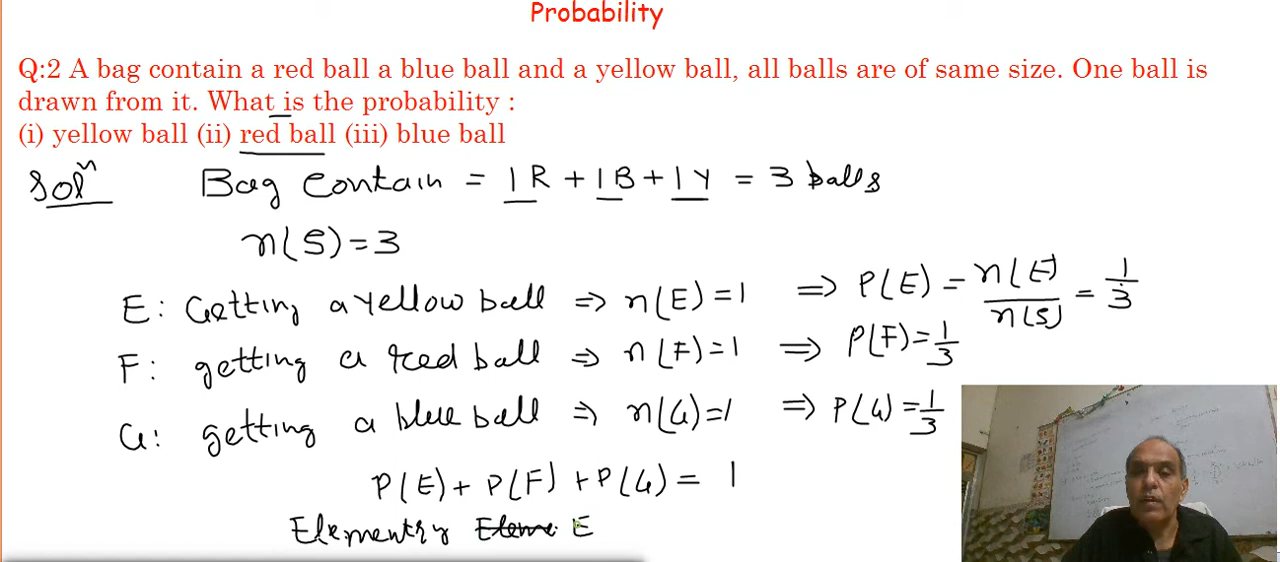 Probability
Q:2 A bag contain a red ball a blue ball and a yellow ball, all balls are of same size. One ball is
drawn from it. What is the probability :
(i) yellow ball (ii) red ball (iii) blue ball
Solⁿ Bag Contain = 1R + 1B + 1Y = 3 balls
n(S) = 3
E: Getting a yellow ball ⇒ n(E) = 1 ⇒ P(E) = n(E)/n(S) = 1/3
F: getting a red ball ⇒ n(F) = 1 ⇒ P(F) = 1/3
G: getting a blue ball ⇒ n(G) = 1 ⇒ P(G) = 1/3
P(E) + P(F) + P(G) = 1
Elementry Eleme E